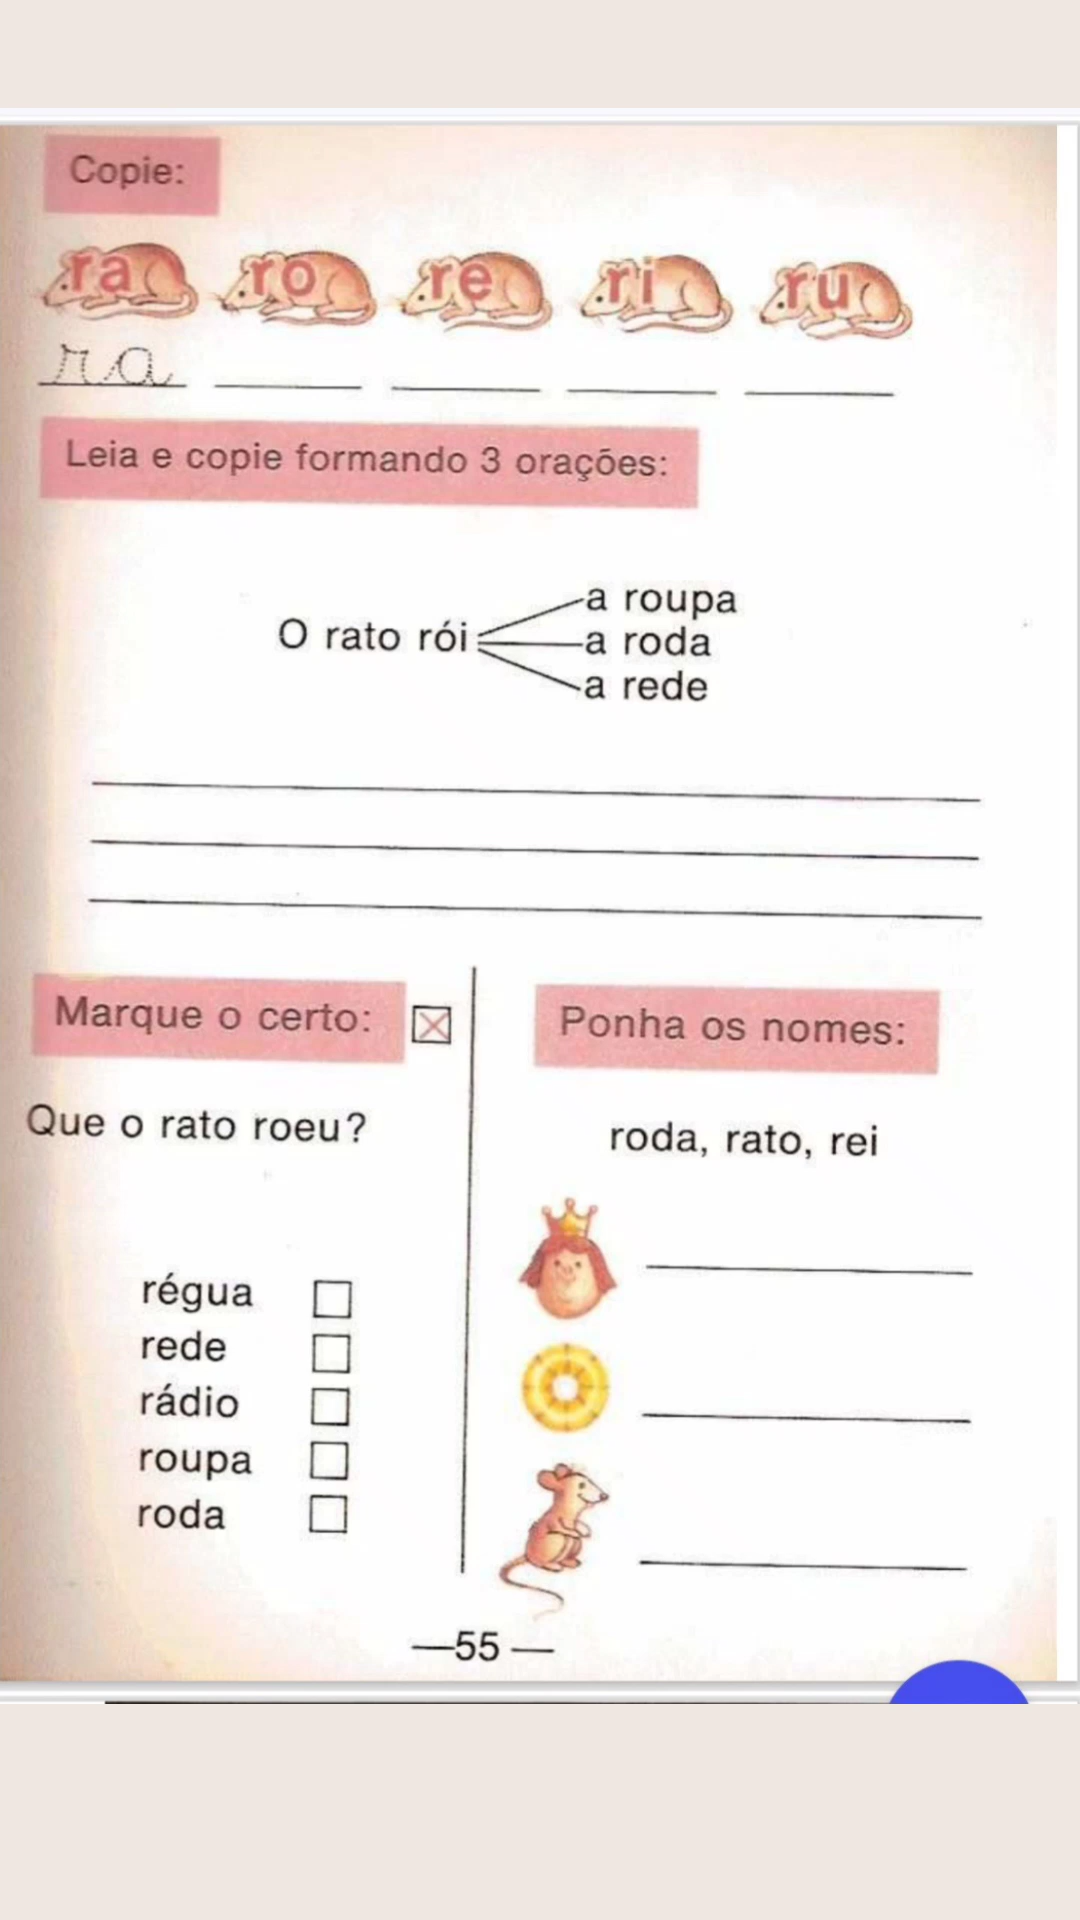 Copie:
ra ro re ri ru
ra
Leia e copie formando 3 orações:
O rato rói
a roupa
a roda
a rede
Marque o certo:
Que o rato roeu?
régua
rede
rádio
roupa
roda
Ponha os nomes:
roda, rato, rei
—55—